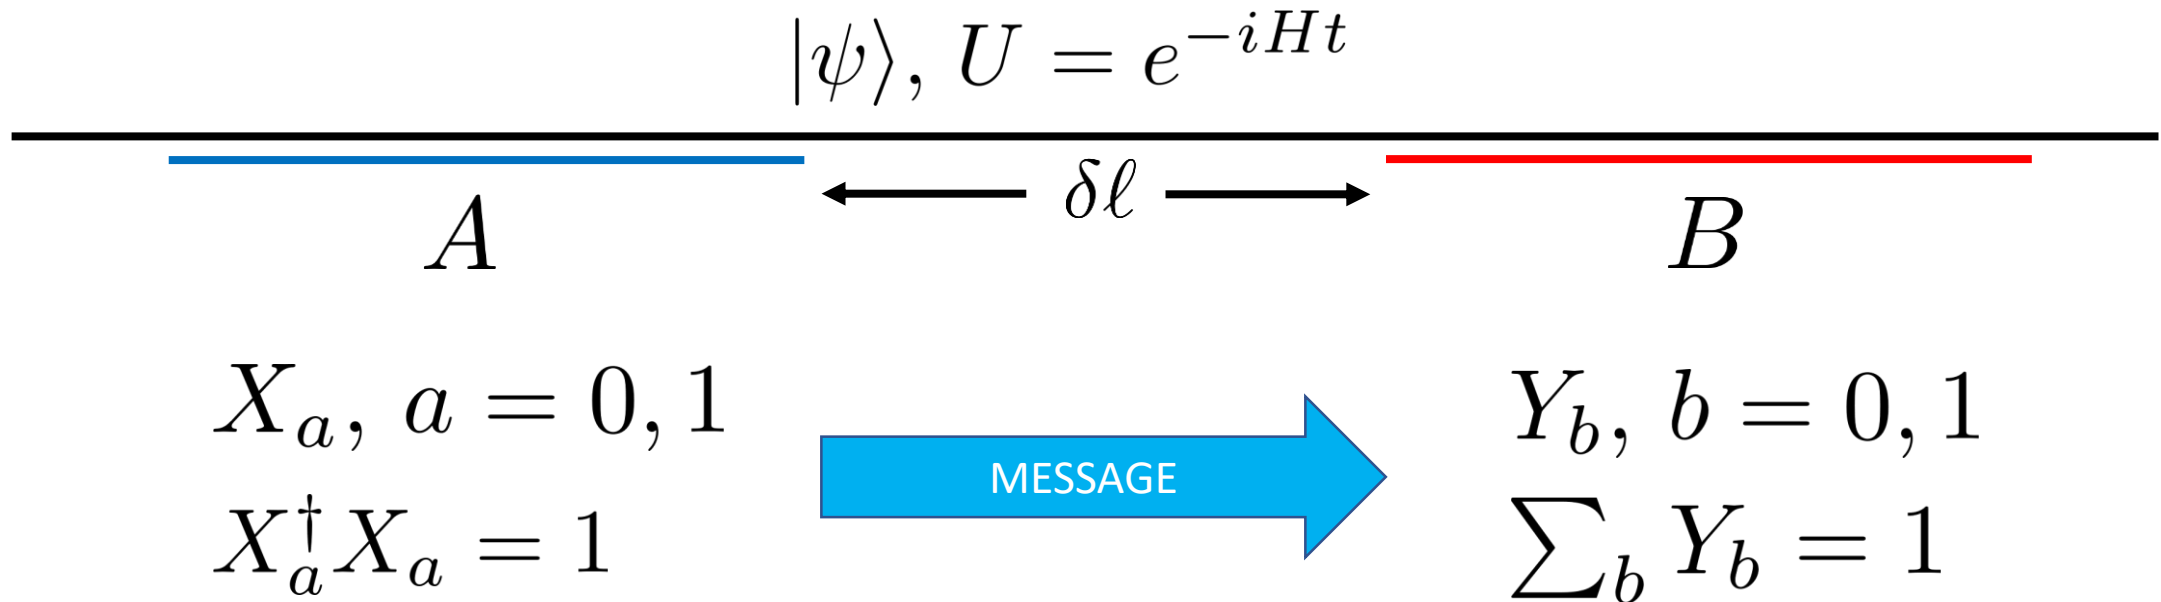 |ψ⟩, U = e^{-iHt}
δℓ
A
B
X_a, a = 0, 1
Y_b, b = 0, 1
MESSAGE
X_a^† X_a = 1
∑_b Y_b = 1